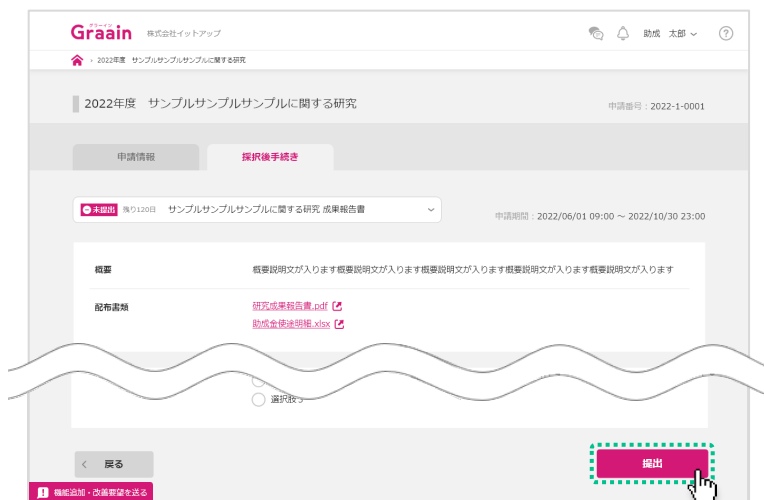 グラーイン
Graain 株式会社イットアップ 助成 太郎
2022年度 サンプルサンプルサンプルに関する研究
2022年度 サンプルサンプルサンプルに関する研究 申請番号：2022-1-0001
申請情報 採択後手続き
未提出 残り120日 サンプルサンプルサンプルに関する研究 成果報告書
申請期間：2022/06/01 09:00 ～ 2022/10/30 23:00
概要 概要説明文が入ります概要説明文が入ります概要説明文が入ります概要説明文が入ります概要説明文が入ります
配布書類 研究成果報告書.pdf
助成金使途明細.xlsx
選択肢3
戻る 提出
機能追加・改善要望を送る